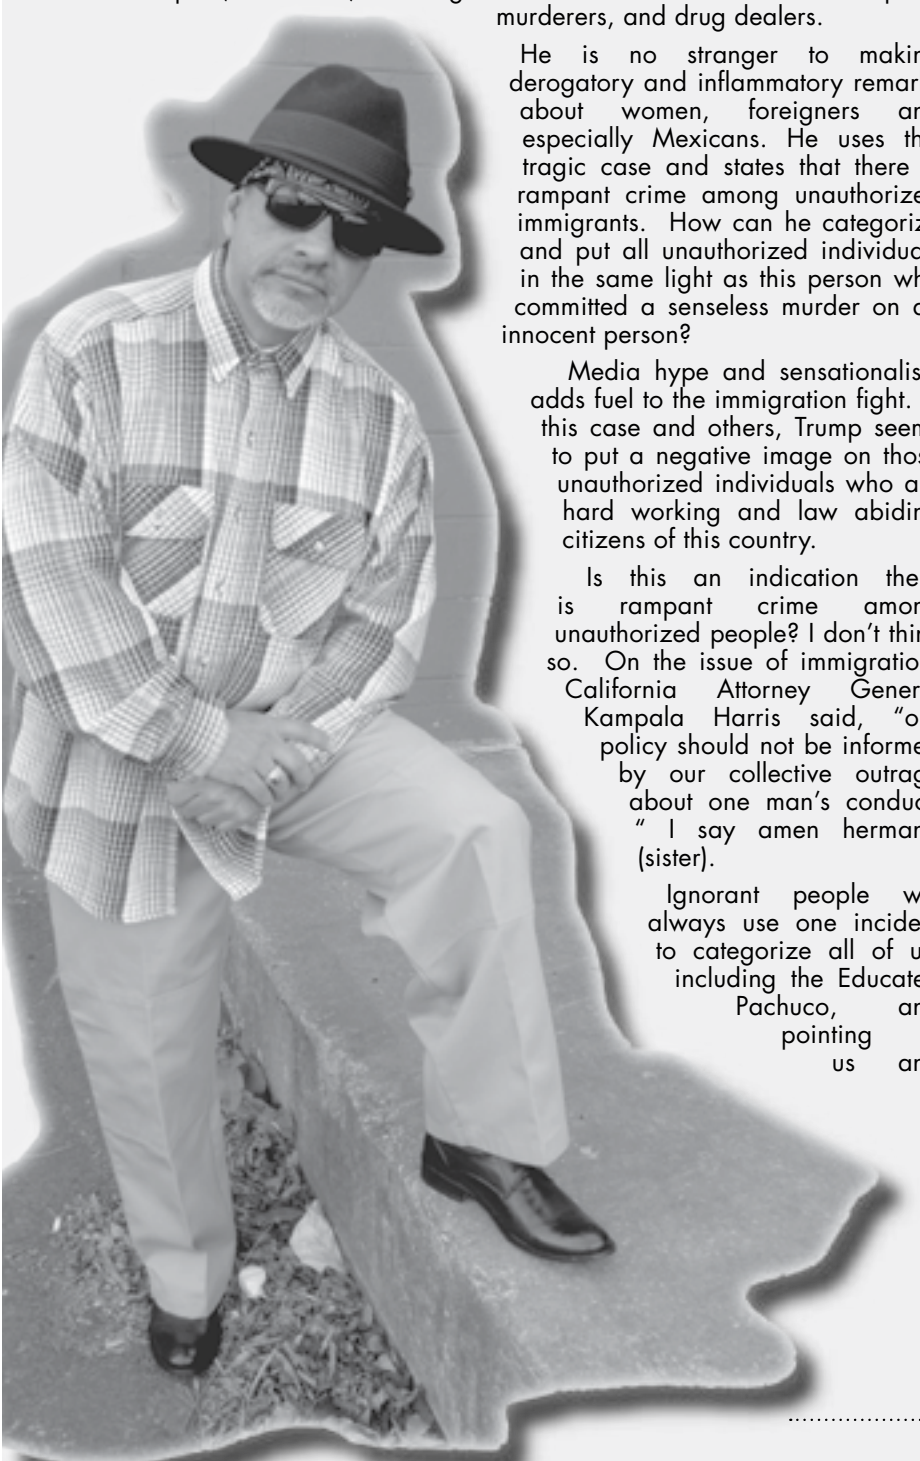 murderers, and drug dealers.
He is no stranger to makin
derogatory and inflammatory remar
about women, foreigners an
especially Mexicans. He uses th
tragic case and states that there
rampant crime among unauthorize
immigrants. How can he categoriz
and put all unauthorized individua
in the same light as this person wh
committed a senseless murder on a
innocent person?
Media hype and sensationalis
adds fuel to the immigration fight.
this case and others, Trump seem
to put a negative image on thos
unauthorized individuals who a
hard working and law abidin
citizens of this country.
Is this an indication the
is rampant crime amon
unauthorized people? I don't thin
so. On the issue of immigratio
California Attorney Gener
Kampala Harris said, “o
policy should not be informe
by our collective outrag
about one man's conduc
“ I say amen herman
(sister).
Ignorant people w
always use one incide
to categorize all of u
including the Educate
Pachuco, an
pointing
us an